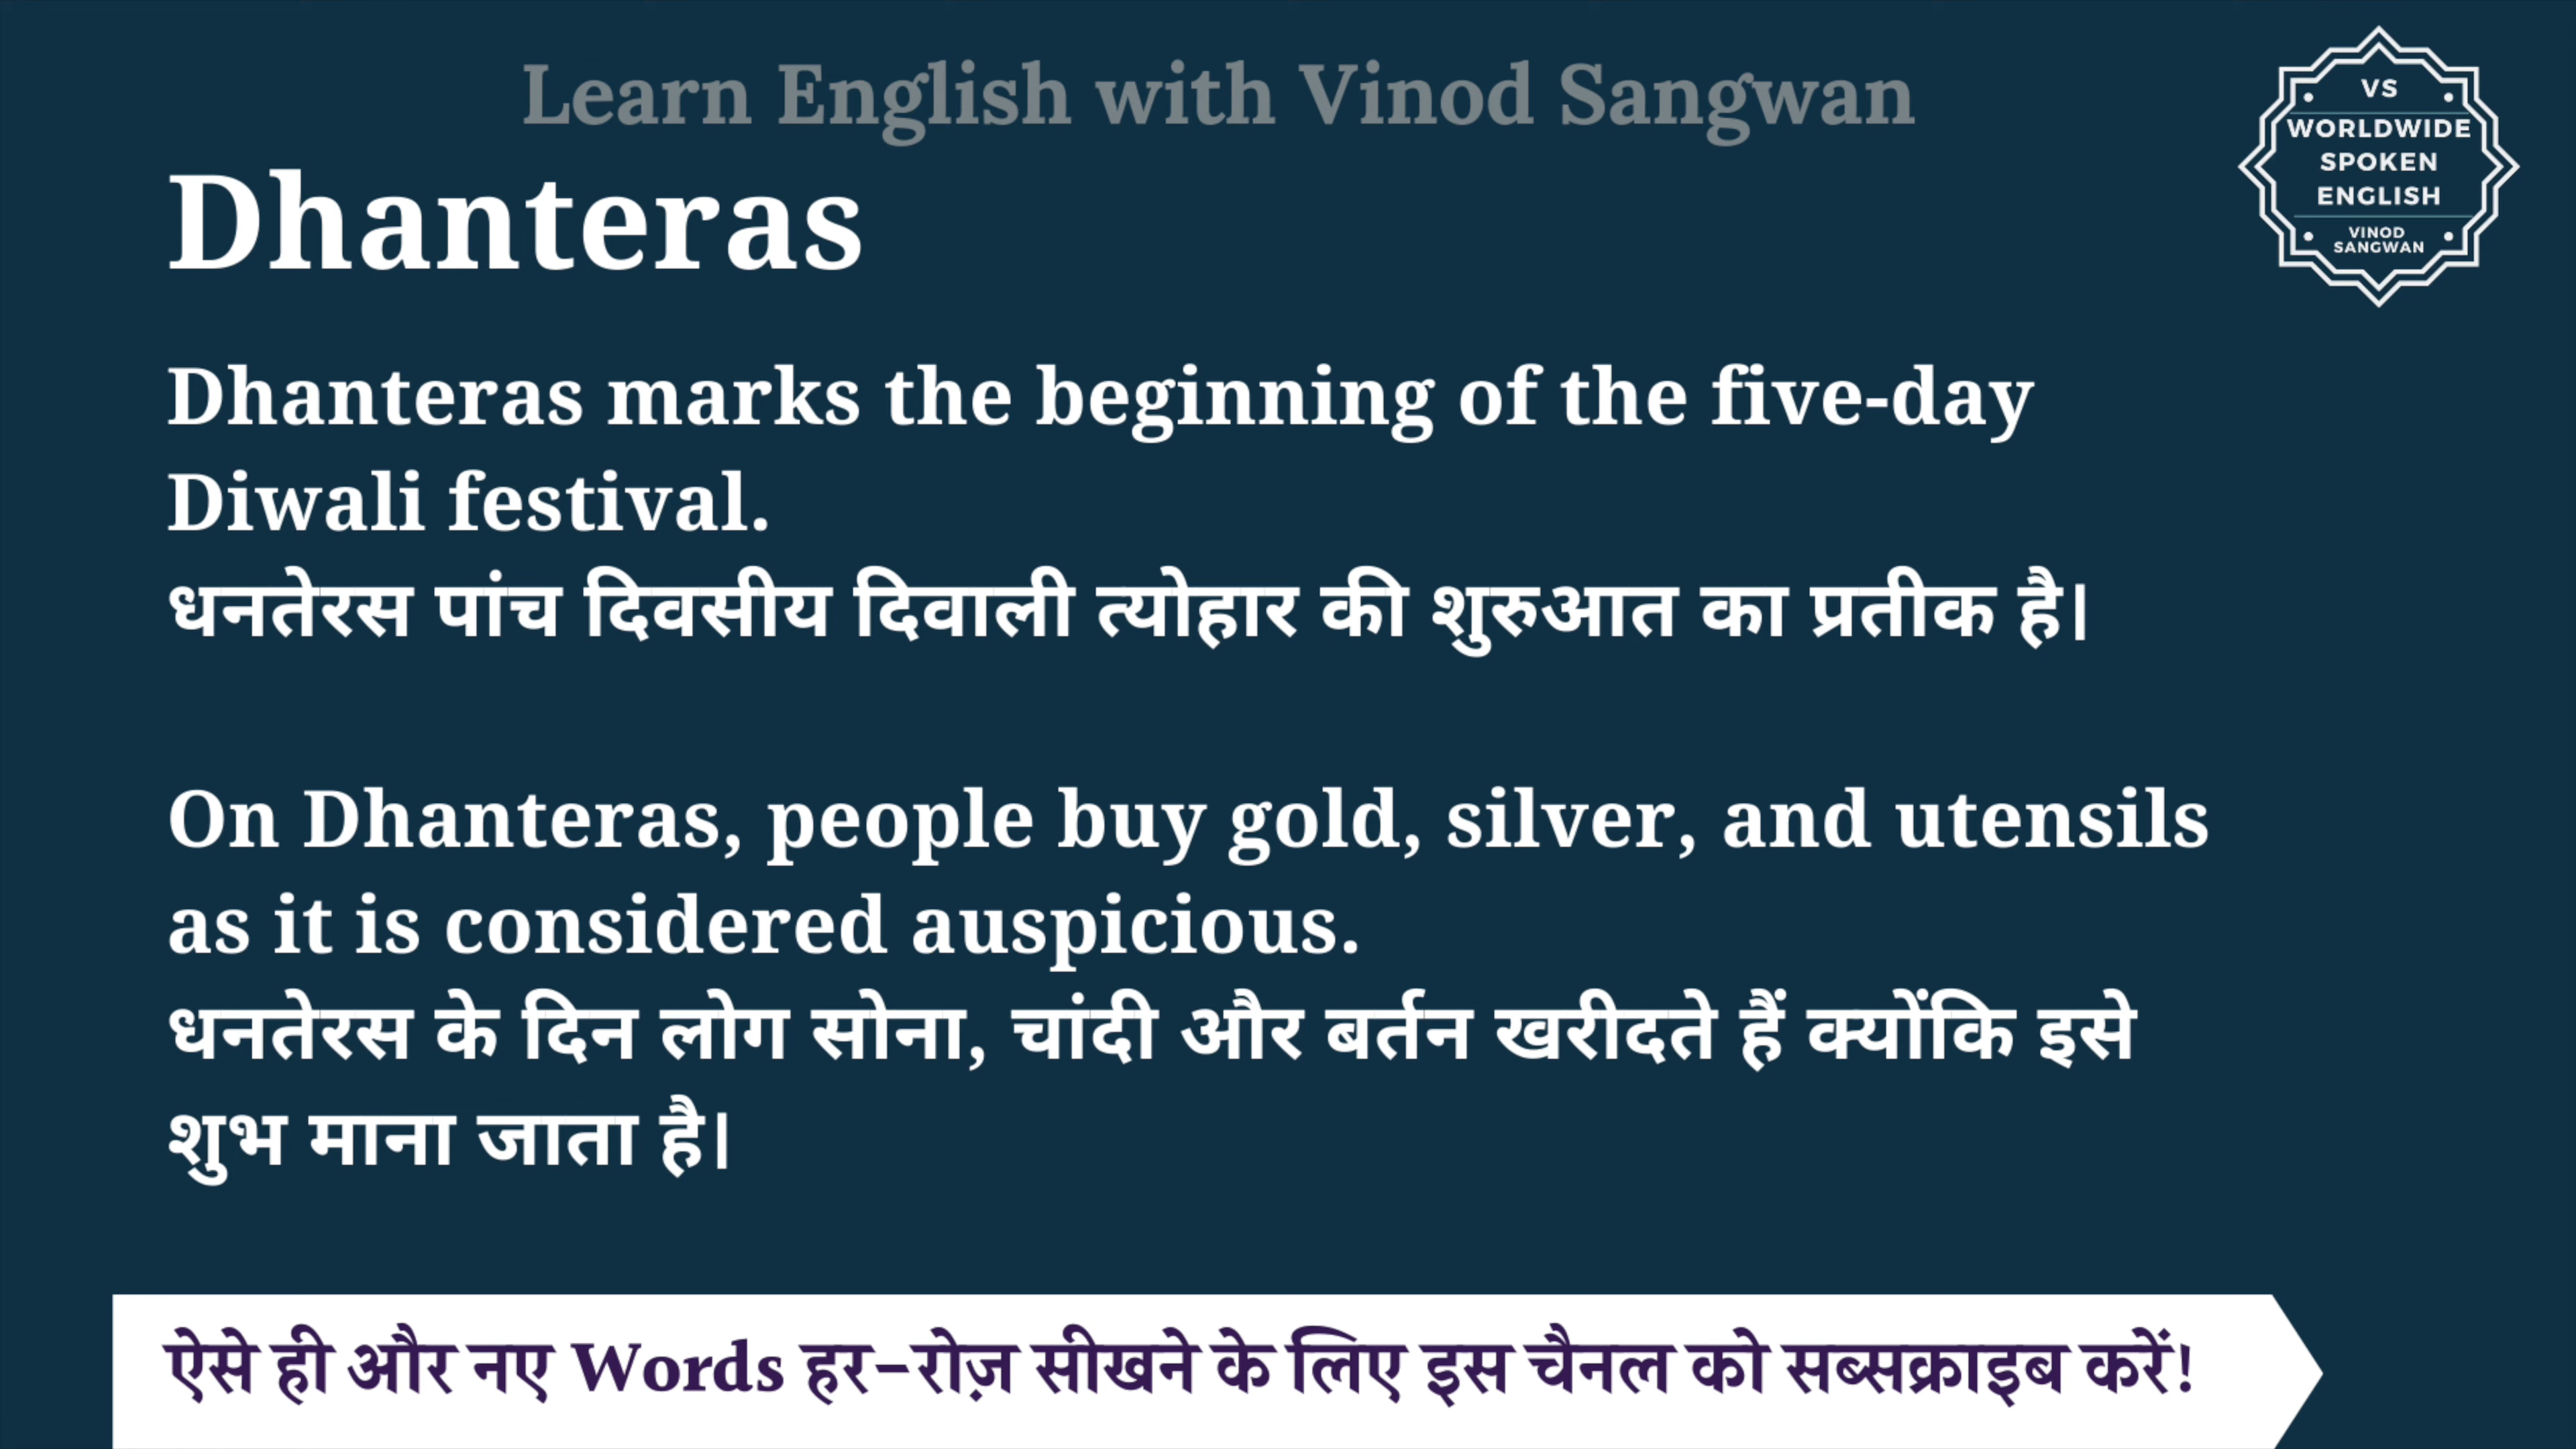 Learn English with Vinod Sangwan
VS
WORLDWIDE
SPOKEN
ENGLISH
VINOD
SANGWAN
Dhanteras
Dhanteras marks the beginning of the five-day
Diwali festival.
धनतेरस पांच दिवसीय दिवाली त्योहार की शुरुआत का प्रतीक है।
On Dhanteras, people buy gold, silver, and utensils
as it is considered auspicious.
धनतेरस के दिन लोग सोना, चांदी और बर्तन खरीदते हैं क्योंकि इसे
शुभ माना जाता है।
ऐसे ही और नए Words हर-रोज़ सीखने के लिए इस चैनल को सब्सक्राइब करें!